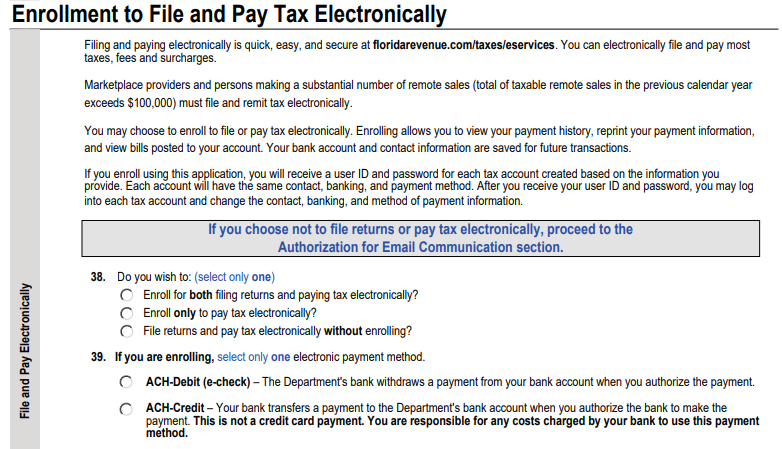 Enrollment to File and Pay Tax Electronically
Filing and paying electronically is quick, easy, and secure at floridarevenue.com/taxes/eservices. You can electronically file and pay most
taxes, fees and surcharges.
Marketplace providers and persons making a substantial number of remote sales (total of taxable remote sales in the previous calendar year
exceeds $100,000) must file and remit tax electronically.
You may choose to enroll to file or pay tax electronically. Enrolling allows you to view your payment history, reprint your payment information,
and view bills posted to your account. Your bank account and contact information are saved for future transactions.
If you enroll using this application, you will receive a user ID and password for each tax account created based on the information you
provide. Each account will have the same contact, banking, and payment method. After you receive your user ID and password, you may log
into each tax account and change the contact, banking, and method of payment information.
If you choose not to file returns or pay tax electronically, proceed to the
Authorization for Email Communication section.
38. Do you wish to: (select only one)
Enroll for both filing returns and paying tax electronically?
Enroll only to pay tax electronically?
File returns and pay tax electronically without enrolling?
39. If you are enrolling, select only one electronic payment method.
ACH-Debit (e-check) – The Department's bank withdraws a payment from your bank account when you authorize the payment.
ACH-Credit – Your bank transfers a payment to the Department's bank account when you authorize the bank to make the
payment. This is not a credit card payment. You are responsible for any costs charged by your bank to use this payment
method.
File and Pay Electronically